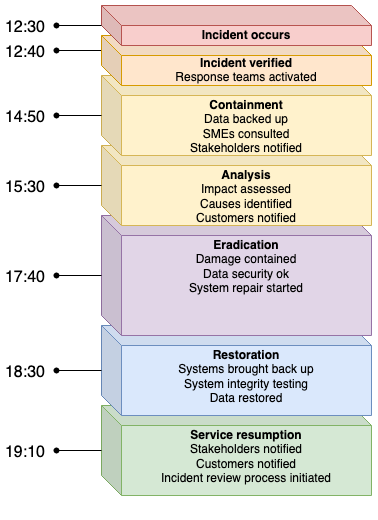 12:30
Incident occurs
12:40
Incident verified
Response teams activated
14:50
Containment
Data backed up
SMEs consulted
Stakeholders notified
15:30
Analysis
Impact assessed
Causes identified
Customers notified
17:40
Eradication
Damage contained
Data security ok
System repair started
18:30
Restoration
Systems brought back up
System integrity testing
Data restored
19:10
Service resumption
Stakeholders notified
Customers notified
Incident review process initiated